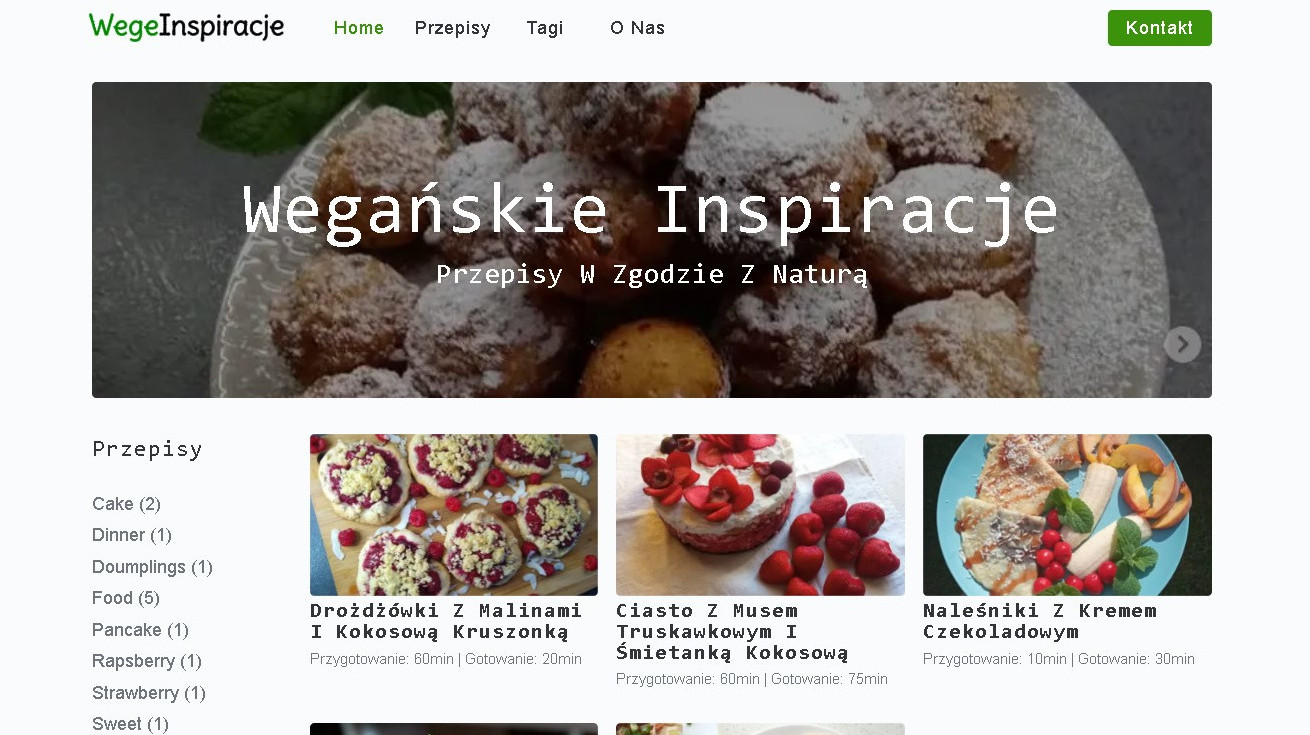 WegeInspiracje Home Przepisy Tagi O Nas Kontakt
Wegańskie Inspiracje
Przepisy W Zgodzie Z Naturą
Przepisy
Cake (2)
Dinner (1)
Doumplings (1)
Food (5)
Pancake (1)
Rapsberry (1)
Strawberry (1)
Sweet (1)
Drożdżówki Z Malinami
I Kokosową Kruszonką
Przygotowanie: 60min | Gotowanie: 20min
Ciasto Z Musem
Truskawkowym I
Śmietanką Kokosową
Przygotowanie: 60min | Gotowanie: 75min
Naleśniki Z Kremem
Czekoladowym
Przygotowanie: 10min | Gotowanie: 30min